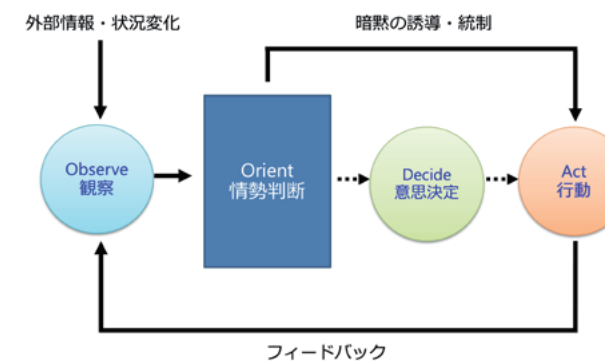 外部情報・状況変化
暗黙の誘導・統制
Observe
観察
Orient
情勢判断
Decide
意思決定
Act
行動
フィードバック